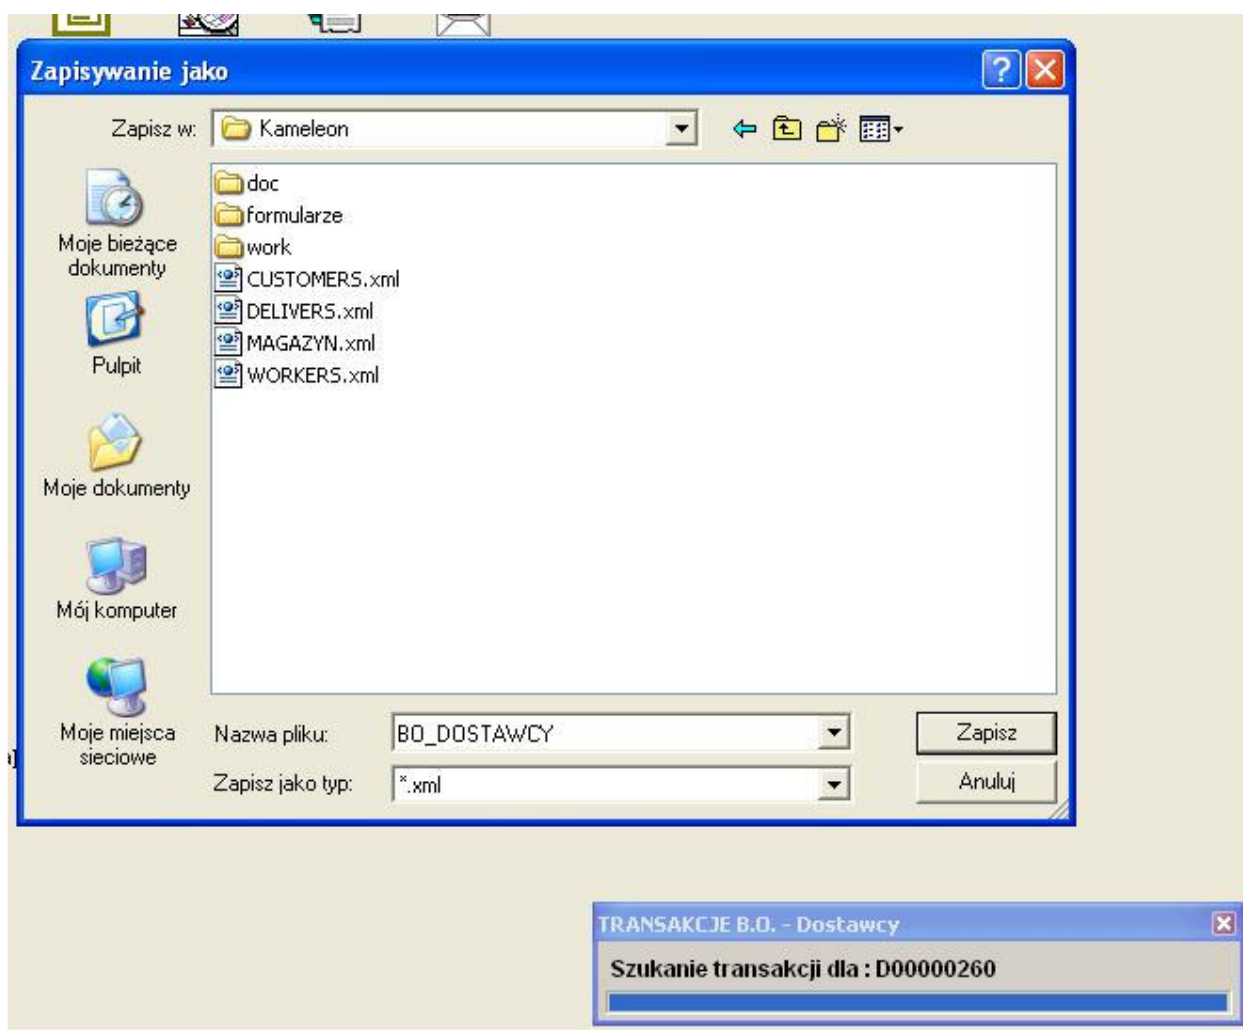 Zapisywanie jako
Zapisz w:
Kameleon
doc
formularze
work
CUSTOMERS.xml
DELIVERS.xml
MAGAZYN.xml
WORKERS.xml
Moje bieżące
dokumenty
Pulpit
Moje dokumenty
Mój komputer
Moje miejsca
sieciowe
Nazwa pliku:
BO_DOSTAWCY
Zapisz
Zapisz jako typ:
*.xml
Anuluj
TRANSAKCJE B.O. - Dostawcy
Szukanie transakcji dla : D00000260